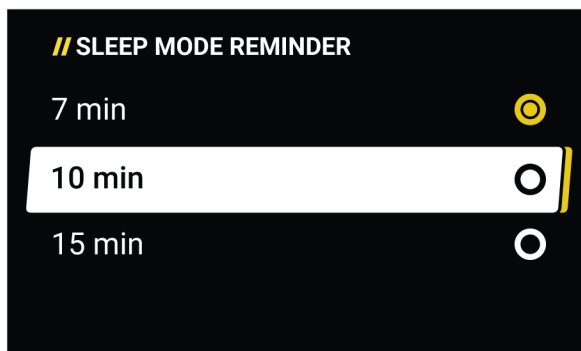 // SLEEP MODE REMINDER
7 min
10 min
15 min